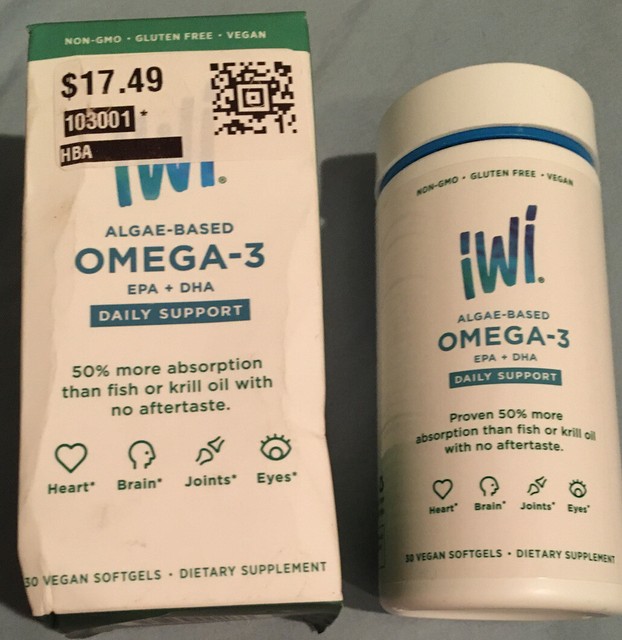 NON-GMO • GLUTEN FREE • VEGAN
$17.49
103001 *
HBA
iwi®
ALGAE-BASED
OMEGA-3
EPA + DHA
DAILY SUPPORT
50% more absorption
than fish or krill oil with
no aftertaste.
Heart* Brain* Joints* Eyes*
30 VEGAN SOFTGELS • DIETARY SUPPLEMENT
NON-GMO • GLUTEN FREE • VEGAN
iwi®
ALGAE-BASED
OMEGA-3
EPA + DHA
DAILY SUPPORT
Proven 50% more
absorption than fish or krill oil
with no aftertaste.
Heart* Brain* Joints* Eyes*
30 VEGAN SOFTGELS • DIETARY SUPPLEMENT